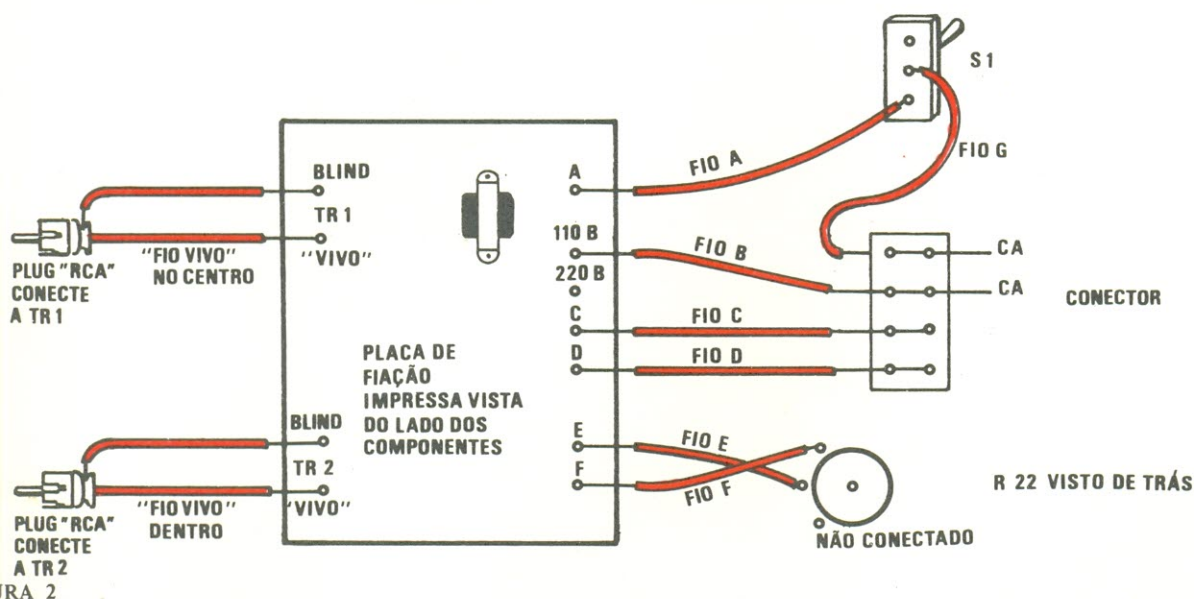 S1
FIO A
FIO G
BLIND
TR 1
"VIVO"
"FIO VIVO"
NO CENTRO
PLUG "RCA"
CONECTE
A TR 1
A
110 B
220 B
C
D
E
F
FIO B
FIO C
FIO D
FIO E
FIO F
CA
CA
CONECTOR
PLACA DE
FIAÇÃO
IMPRESSA VISTA
DO LADO DOS
COMPONENTES
BLIND
TR 2
"VIVO"
"FIO VIVO"
DENTRO
PLUG "RCA"
CONECTE
A TR 2
R 22 VISTO DE TRÁS
NÃO CONECTADO
URA 2